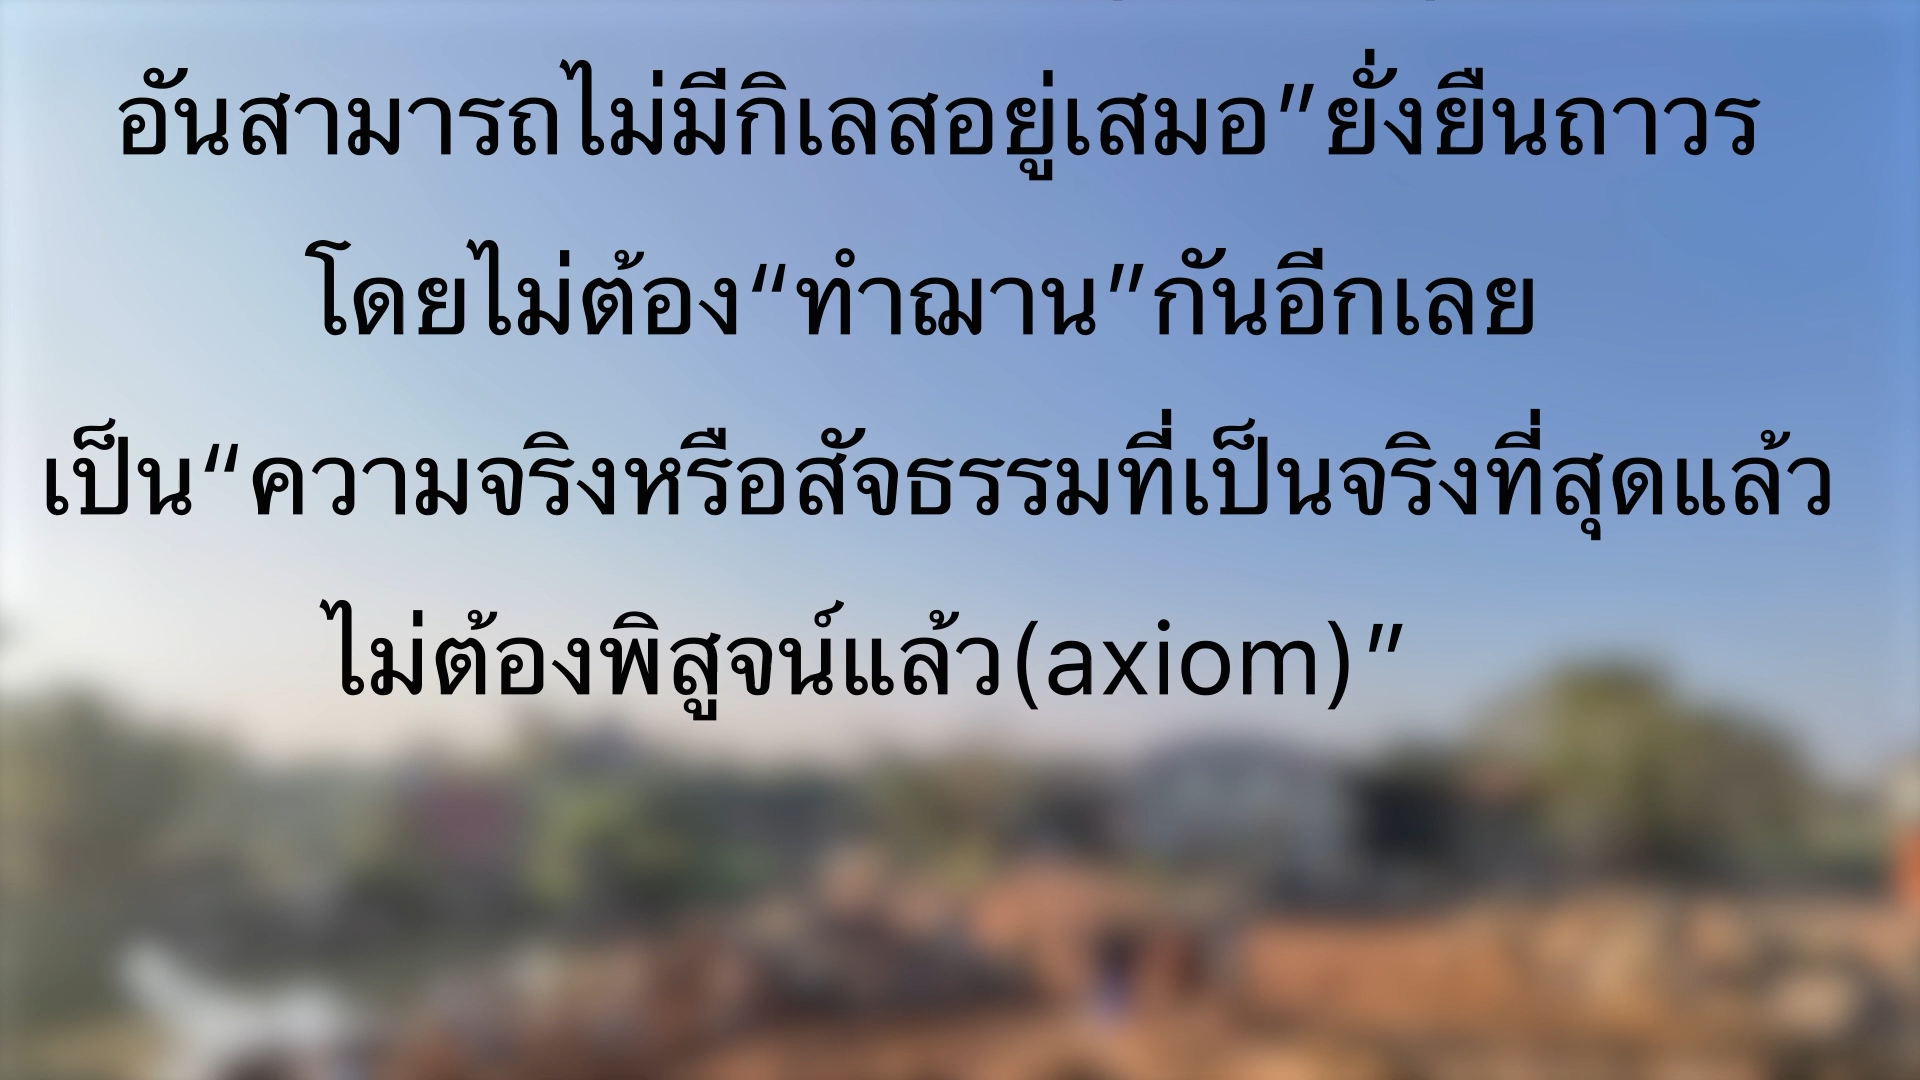 อันสามารถไม่มีกิเลสอยู่เสมอ”ยั่งยืนถาวร
โดยไม่ต้อง“ทำฌาน”กันอีกเลย
เป็น“ความจริงหรือสัจธรรมที่เป็นจริงที่สุดแล้ว
ไม่ต้องพิสูจน์แล้ว(axiom)”